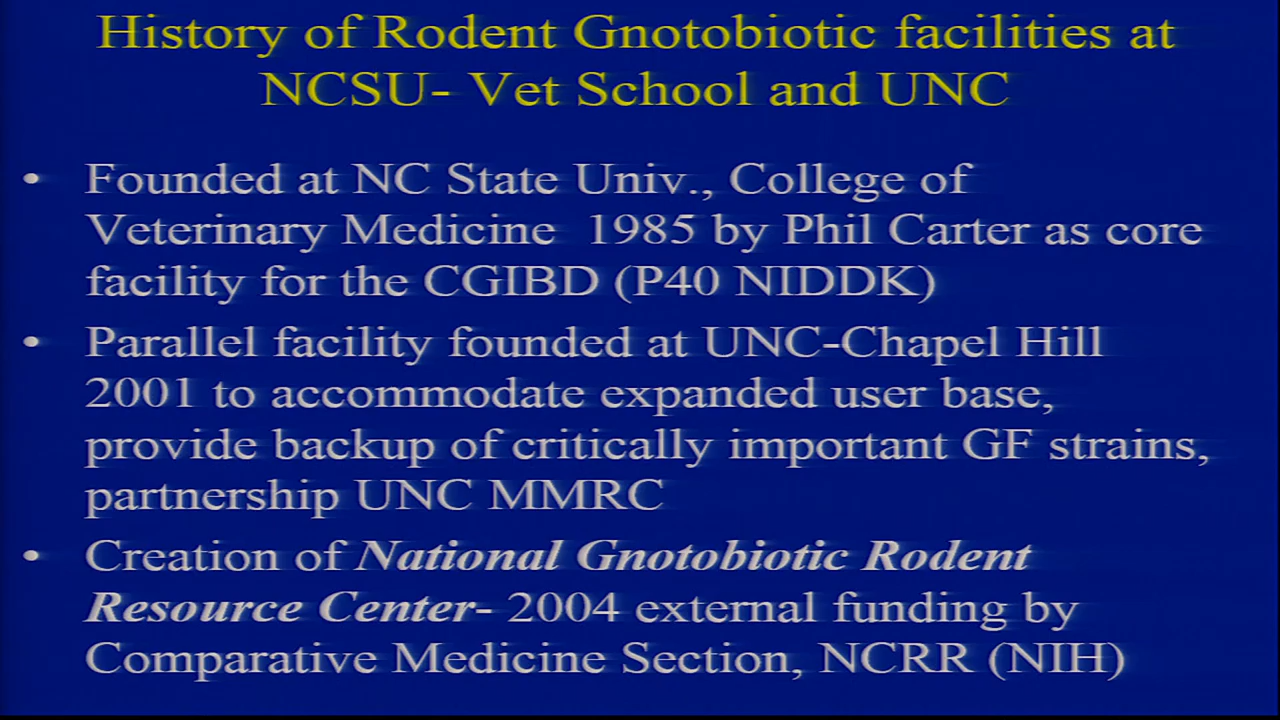 History of Rodent Gnotobiotic facilities at
NCSU- Vet School and UNC
• Founded at NC State Univ., College of
Veterinary Medicine 1985 by Phil Carter as core
facility for the CGIBD (P40 NIDDK)
• Parallel facility founded at UNC-Chapel Hill
2001 to accommodate expanded user base,
provide backup of critically important GF strains,
partnership UNC MMRC
• Creation of National Gnotobiotic Rodent
Resource Center- 2004 external funding by
Comparative Medicine Section, NCRR (NIH)